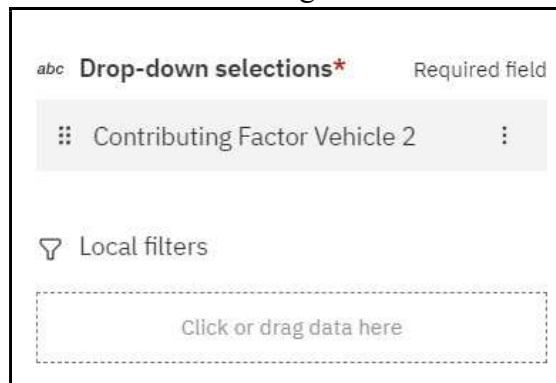 abc Drop-down selections* Required field
Contributing Factor Vehicle 2
Local filters
Click or drag data here